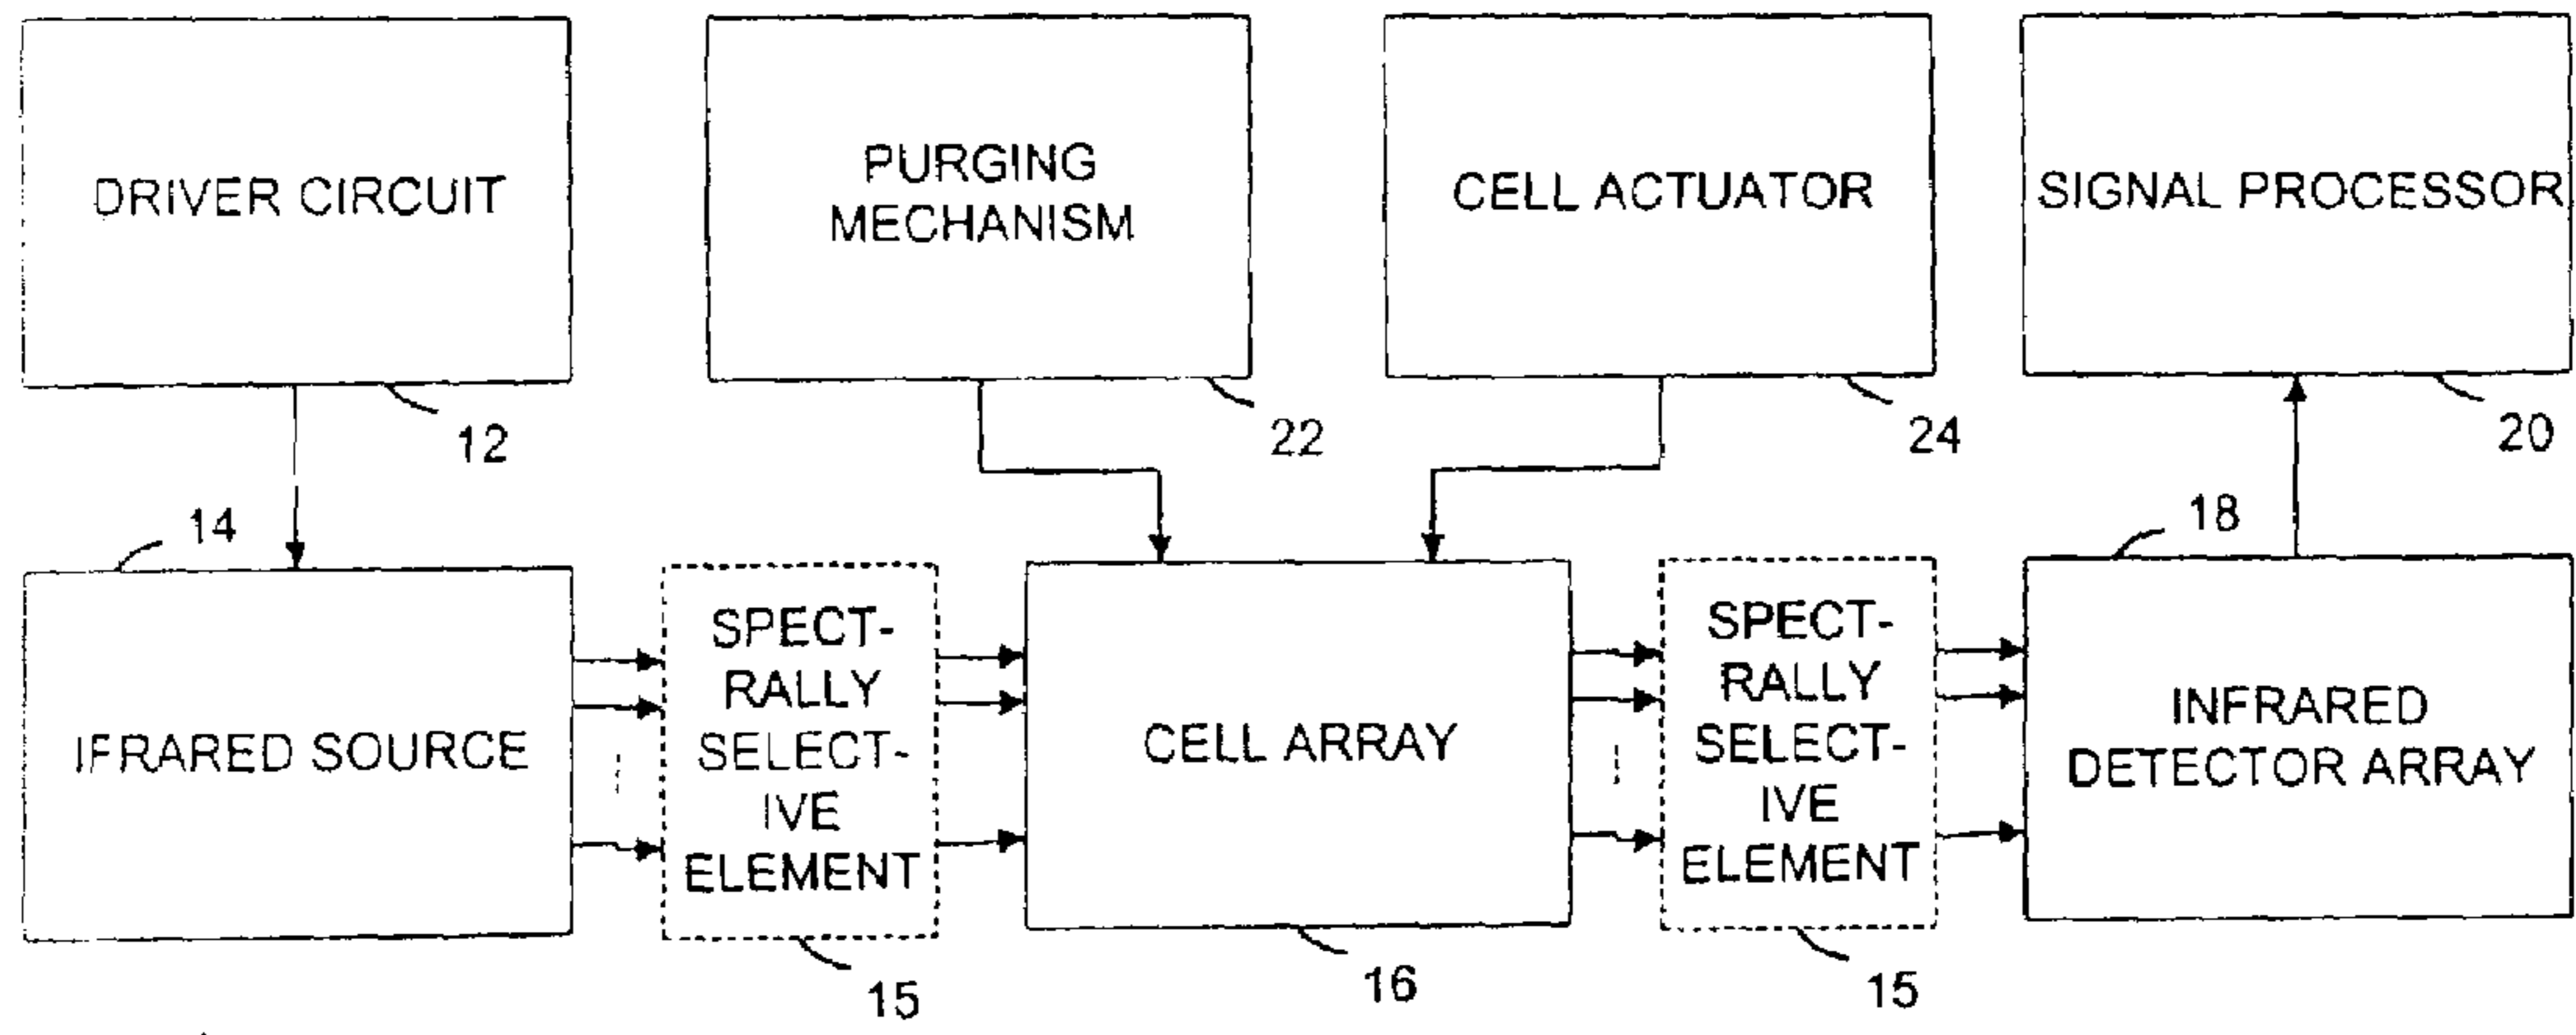 DRIVER CIRCUIT
PURGING
MECHANISM
CELL ACTUATOR
SIGNAL PROCESSOR
12
22
24
20
14
18
IFRARED SOURCE
SPECT-
RALLY
SELECT-
IVE
ELEMENT
CELL ARRAY
SPECT-
RALLY
SELECT-
IVE
ELEMENT
INFRARED
DETECTOR ARRAY
15
16
15